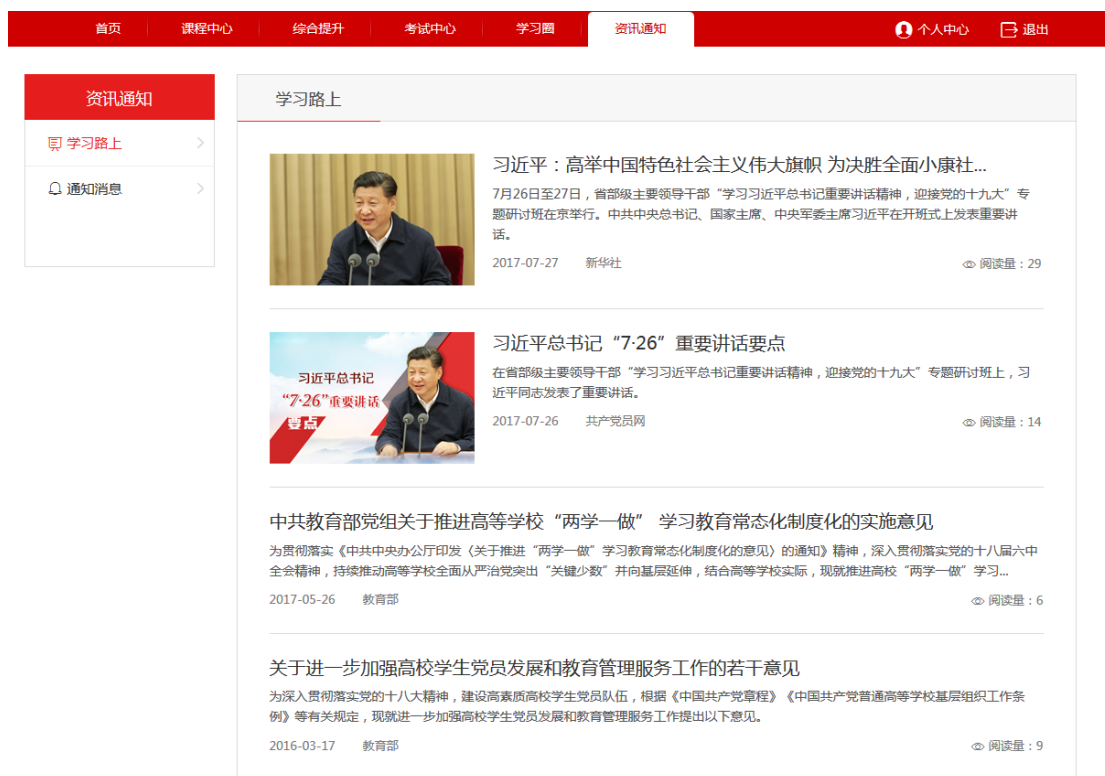 首页 课程中心 综合提升 考试中心 学习圈 资讯通知 个人中心 退出
资讯通知
学习路上
通知消息
学习路上
习近平：高举中国特色社会主义伟大旗帜 为决胜全面小康社...
7月26日至27日，省部级主要领导干部“学习习近平总书记重要讲话精神，迎接党的十九大”专
题研讨班在京举行。中共中央总书记、国家主席、中央军委主席习近平在开班式上发表重要讲
话。
2017-07-27 新华社 阅读量：29
习近平总书记
“7·26”重要讲话
要点
习近平总书记“7·26”重要讲话要点
在省部级主要领导干部“学习习近平总书记重要讲话精神，迎接党的十九大”专题研讨班上，习
近平同志发表了重要讲话。
2017-07-26 共产党员网 阅读量：14
中共教育部党组关于推进高等学校“两学一做” 学习教育常态化制度化的实施意见
为贯彻落实《中共中央办公厅印发〈关于推进“两学一做”学习教育常态化制度化的意见〉的通知》精神，深入贯彻落实党的十八届六中
全会精神，持续推动高等学校全面从严治党突出“关键少数”并向基层延伸，结合高等学校实际，现就推进高校“两学一做”学习...
2017-05-26 教育部 阅读量：6
关于进一步加强高校学生党员发展和教育管理服务工作的若干意见
为深入贯彻落实党的十八大精神，建设高素质高校学生党员队伍，根据《中国共产党章程》《中国共产党普通高等学校基层组织工作条
例》等有关规定，现就进一步加强高校学生党员发展和教育管理服务工作提出以下意见。
2016-03-17 教育部 阅读量：9